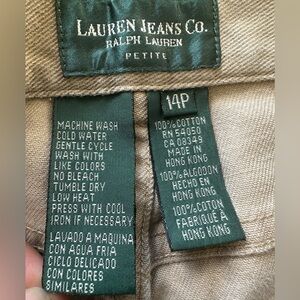 LAUREN JEANS CO.
RALPH LAUREN
PETITE
MACHINE WASH
COLD WATER
GENTLE CYCLE
WASH WITH
LIKE COLORS
NO BLEACH
TUMBLE DRY
LOW HEAT
PRESS WITH COOL
IRON IF NECESSARY
LAVADO A MAQUINA
CON AGUA FRIA
CICLO DELICADO
CON COLORES
SIMILARES
14P
100% COTTON
RN 54050
CA 08349
MADE IN
HONG KONG
100% ALGODON
HECHO EN
HONG KONG
100% COTON
FABRIQUÉ À
HONG KONG